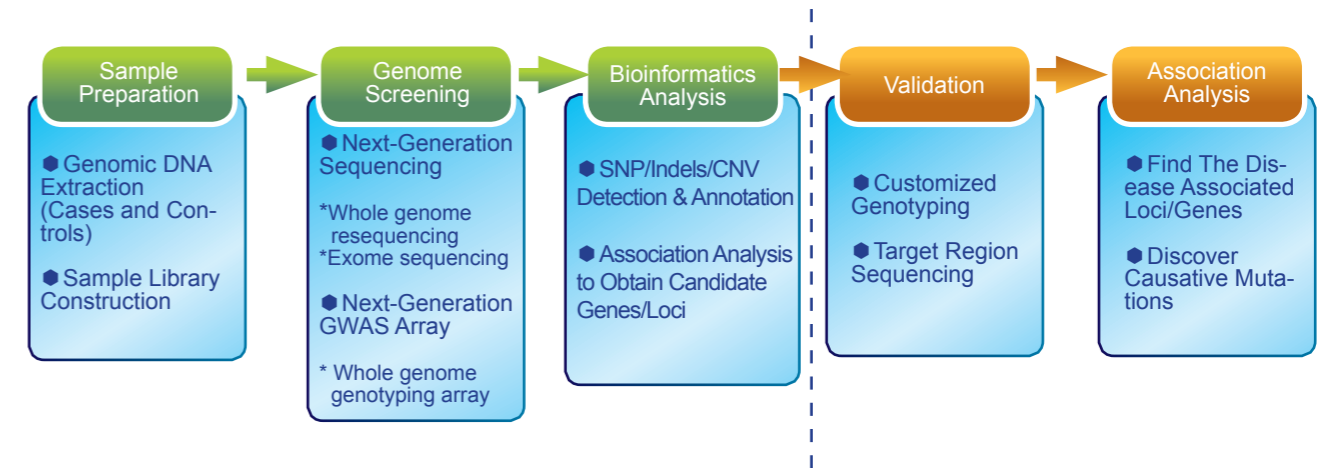 Sample
Preparation
⬢ Genomic DNA
Extraction
(Cases and Con-
trols)
⬢ Sample Library
Construction
Genome
Screening
⬢ Next-Generation
Sequencing
*Whole genome
resequencing
*Exome sequencing
⬢ Next-Generation
GWAS Array
* Whole genome
genotyping array
Bioinformatics
Analysis
⬢ SNP/Indels/CNV
Detection & Annotation
⬢ Association Analysis
to Obtain Candidate
Genes/Loci
Validation
⬢ Customized
Genotyping
⬢ Target Region
Sequencing
Association
Analysis
⬢ Find The Dis-
ease Associated
Loci/Genes
⬢ Discover
Causative Muta-
tions